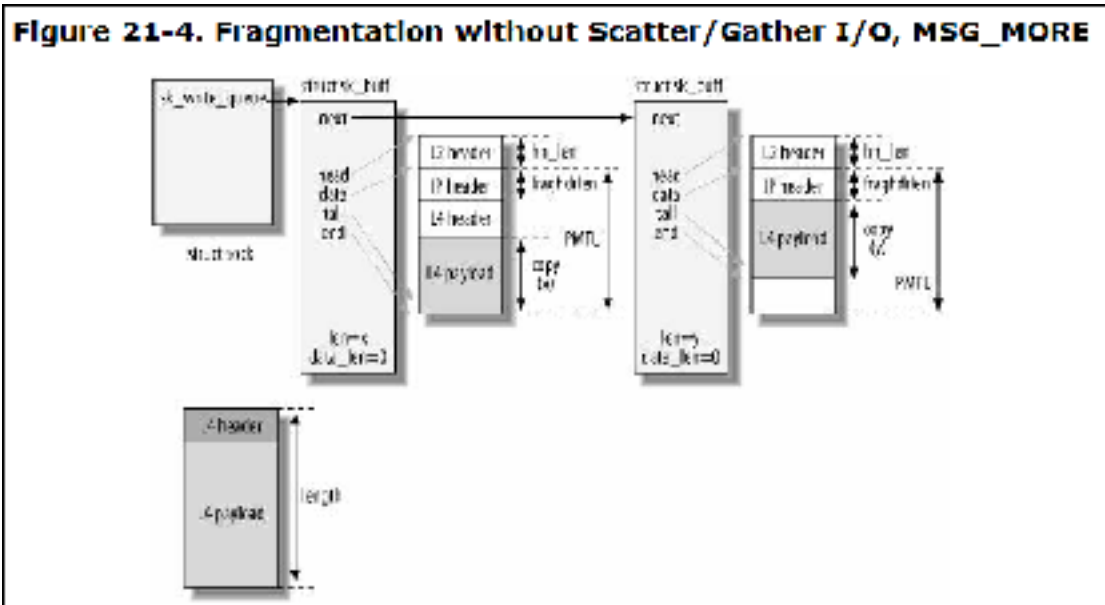 Figure 21-4. Fragmentation without Scatter/Gather I/O, MSG_MORE
struct sk_buff
struct sk_buff
sk_write_queue
next
next
L2 header
hh_len
L2 header
hh_len
head
IP header
fraghdrlen
head
IP header
fraghdrlen
data
L4 header
data
tail
tail
L4 payload
copy
end
PMTU
end
L4 payload
copy
PMTU
struct sock
len=x
data_len=0
len=y
data_len=0
L4 header
length
L4 payload